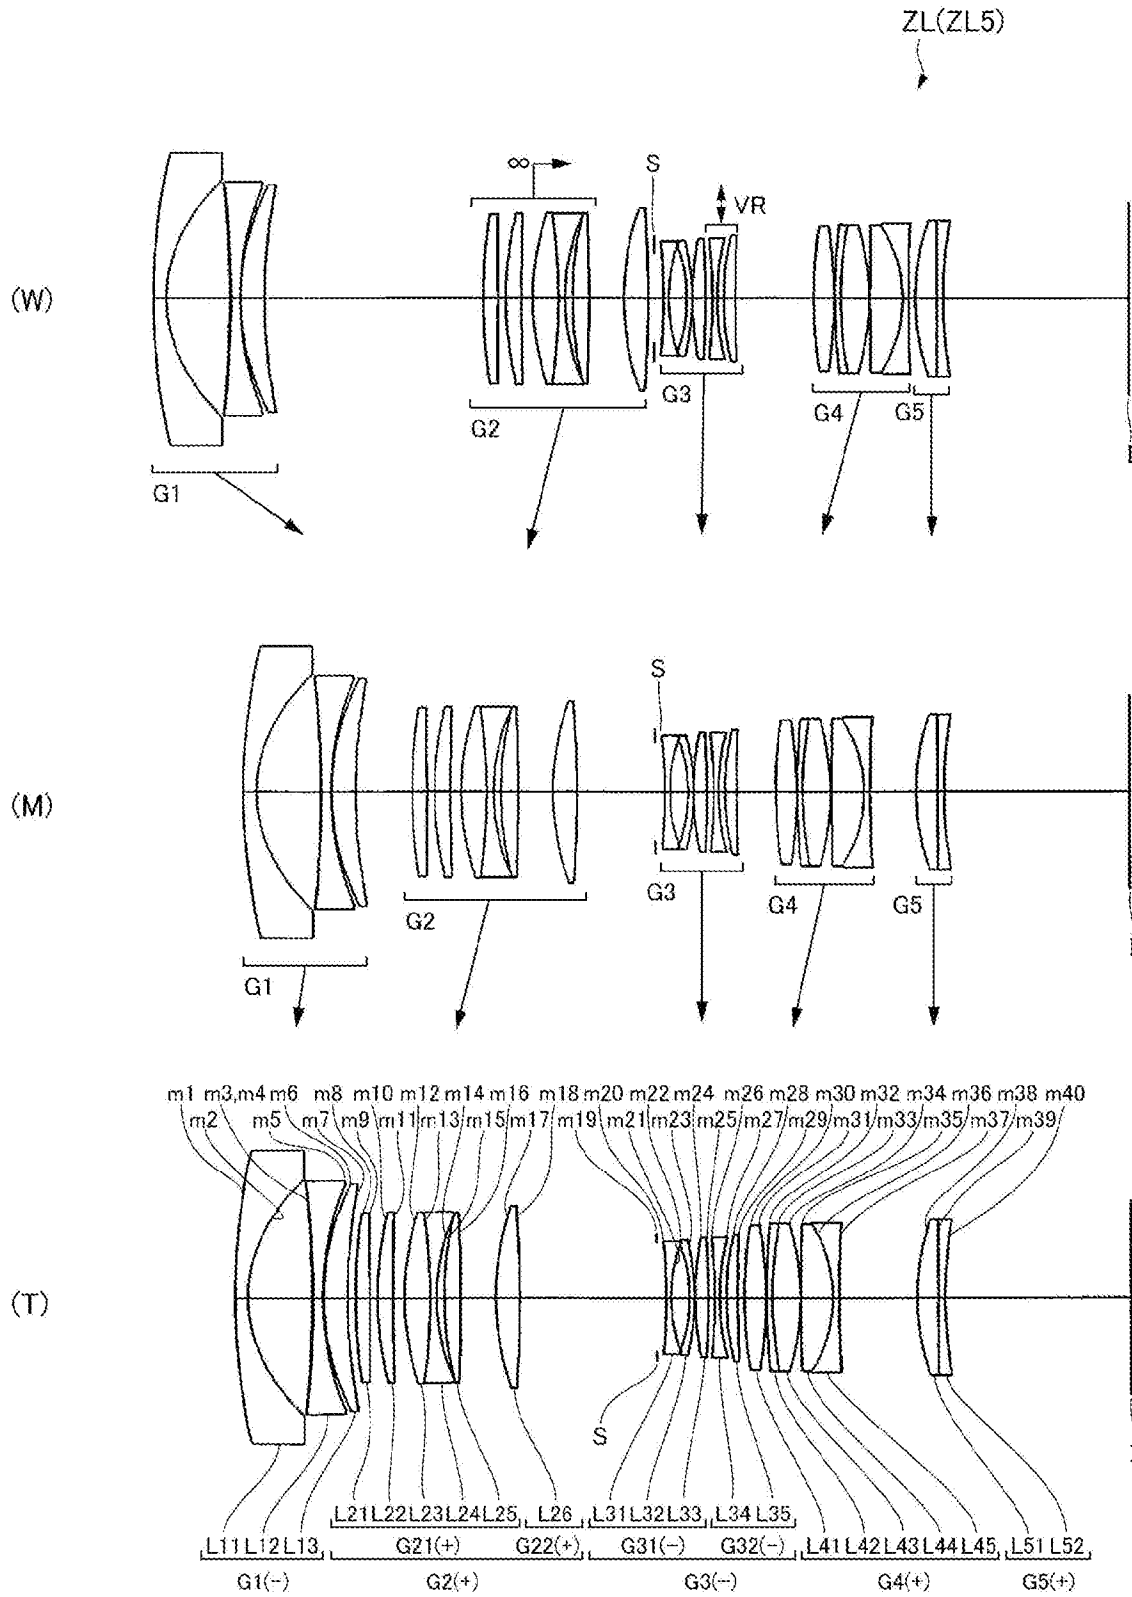 ZL(ZL5)
∞
S
VR
(W)
G3
G4
G5
G2
G1
S
(M)
G3
G4
G5
G2
G1
m1 m3,m4 m6 m8 m10 m12 m14 m16 m18 m20 m22 m24 m26 m28 m30 m32 m34 m36 m38 m40
m2 m5 m7 m9 m11 m13 m15 m17 m19 m21 m23 m25 m27 m29 m31 m33 m35 m37 m39
(T)
S
L21 L22 L23 L24 L25 L26 L31 L32 L33 L34 L35
L11 L12 L13 G21(+) G22(+) G31(-) G32(-) L41 L42 L43 L44 L45 L51 L52
G1(-) G2(+) G3(-) G4(+) G5(+)